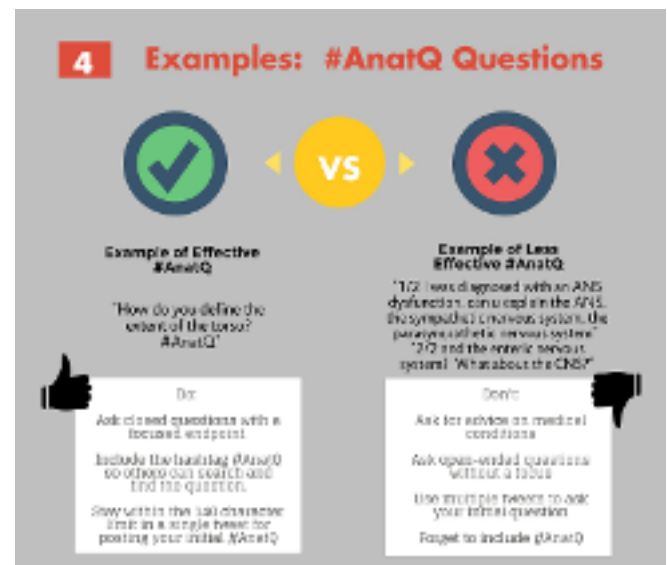 4 Examples: #AnatQ Questions
VS
Example of Effective
#AnatQ
"How do you define the
extent of the torso?
#AnatQ"
Do:
Ask closed questions with a
focused endpoint
Include the hashtag #AnatQ
so others can search and
find the question.
Stay within the 140 character
limit in a single tweet for
posting your initial #AnatQ
Example of Less
Effective #AnatQ:
"1/2 I was diagnosed with an ANS
dysfunction. can u explain the ANS,
the sympathetic nervous system, the
parasympathetic nervous system"
"2/2 and the enteric nervous
system? What about the CNS?"
Don't:
Ask for advice on medical
conditions
Ask open-ended questions
without a focus
Use multiple tweets to ask
your initial question
Forget to include #AnatQ